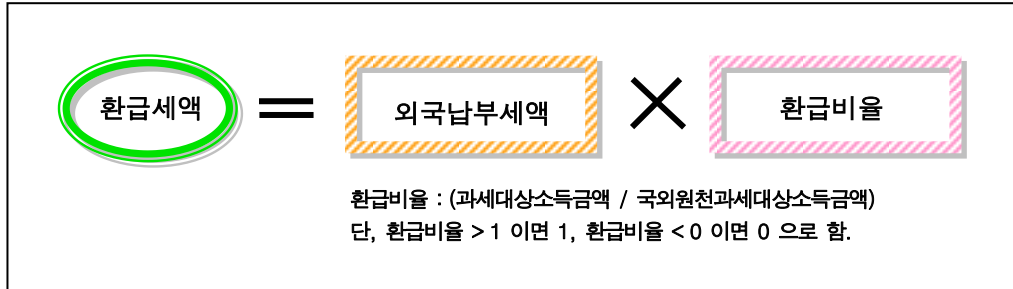 환급세액 = 외국납부세액 × 환급비율
환급비율 : (과세대상소득금액 / 국외원천과세대상소득금액)
단, 환급비율 > 1 이면 1, 환급비율 < 0 이면 0 으로 함.